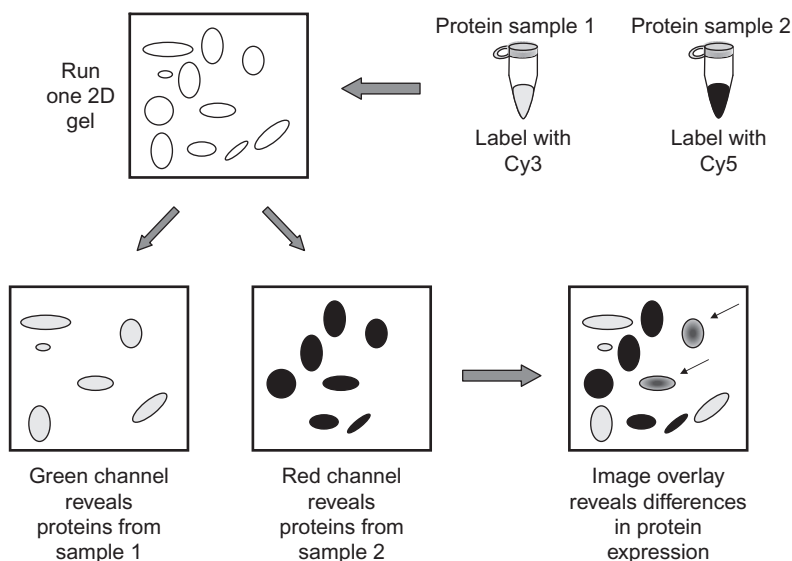 Protein sample 1
Protein sample 2
Run
one 2D
gel
Label with
Cy3
Label with
Cy5
Green channel
reveals
proteins from
sample 1
Red channel
reveals
proteins from
sample 2
Image overlay
reveals differences
in protein
expression